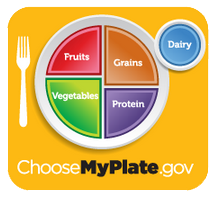 Dairy
Fruits
Grains
Vegetables
Protein
ChooseMyPlate.gov